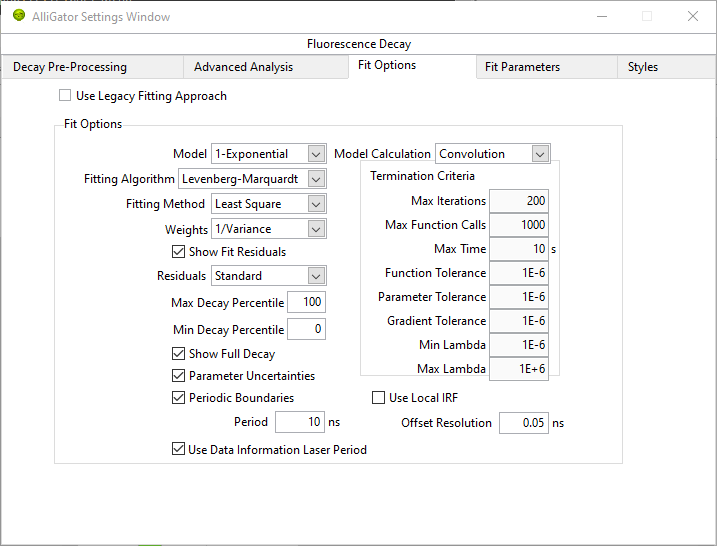 AlliGator Settings Window
Fluorescence Decay
Decay Pre-Processing Advanced Analysis Fit Options Fit Parameters Styles
Use Legacy Fitting Approach
Fit Options
Model 1-Exponential Model Calculation Convolution
Fitting Algorithm Levenberg-Marquardt Termination Criteria
Fitting Method Least Square Max Iterations 200
Weights 1/Variance Max Function Calls 1000
Show Fit Residuals Max Time 10 s
Residuals Standard Function Tolerance 1E-6
Max Decay Percentile 100 Parameter Tolerance 1E-6
Min Decay Percentile 0 Gradient Tolerance 1E-6
Show Full Decay Min Lambda 1E-6
Parameter Uncertainties Max Lambda 1E+6
Periodic Boundaries Use Local IRF
Period 10 ns Offset Resolution 0.05 ns
Use Data Information Laser Period